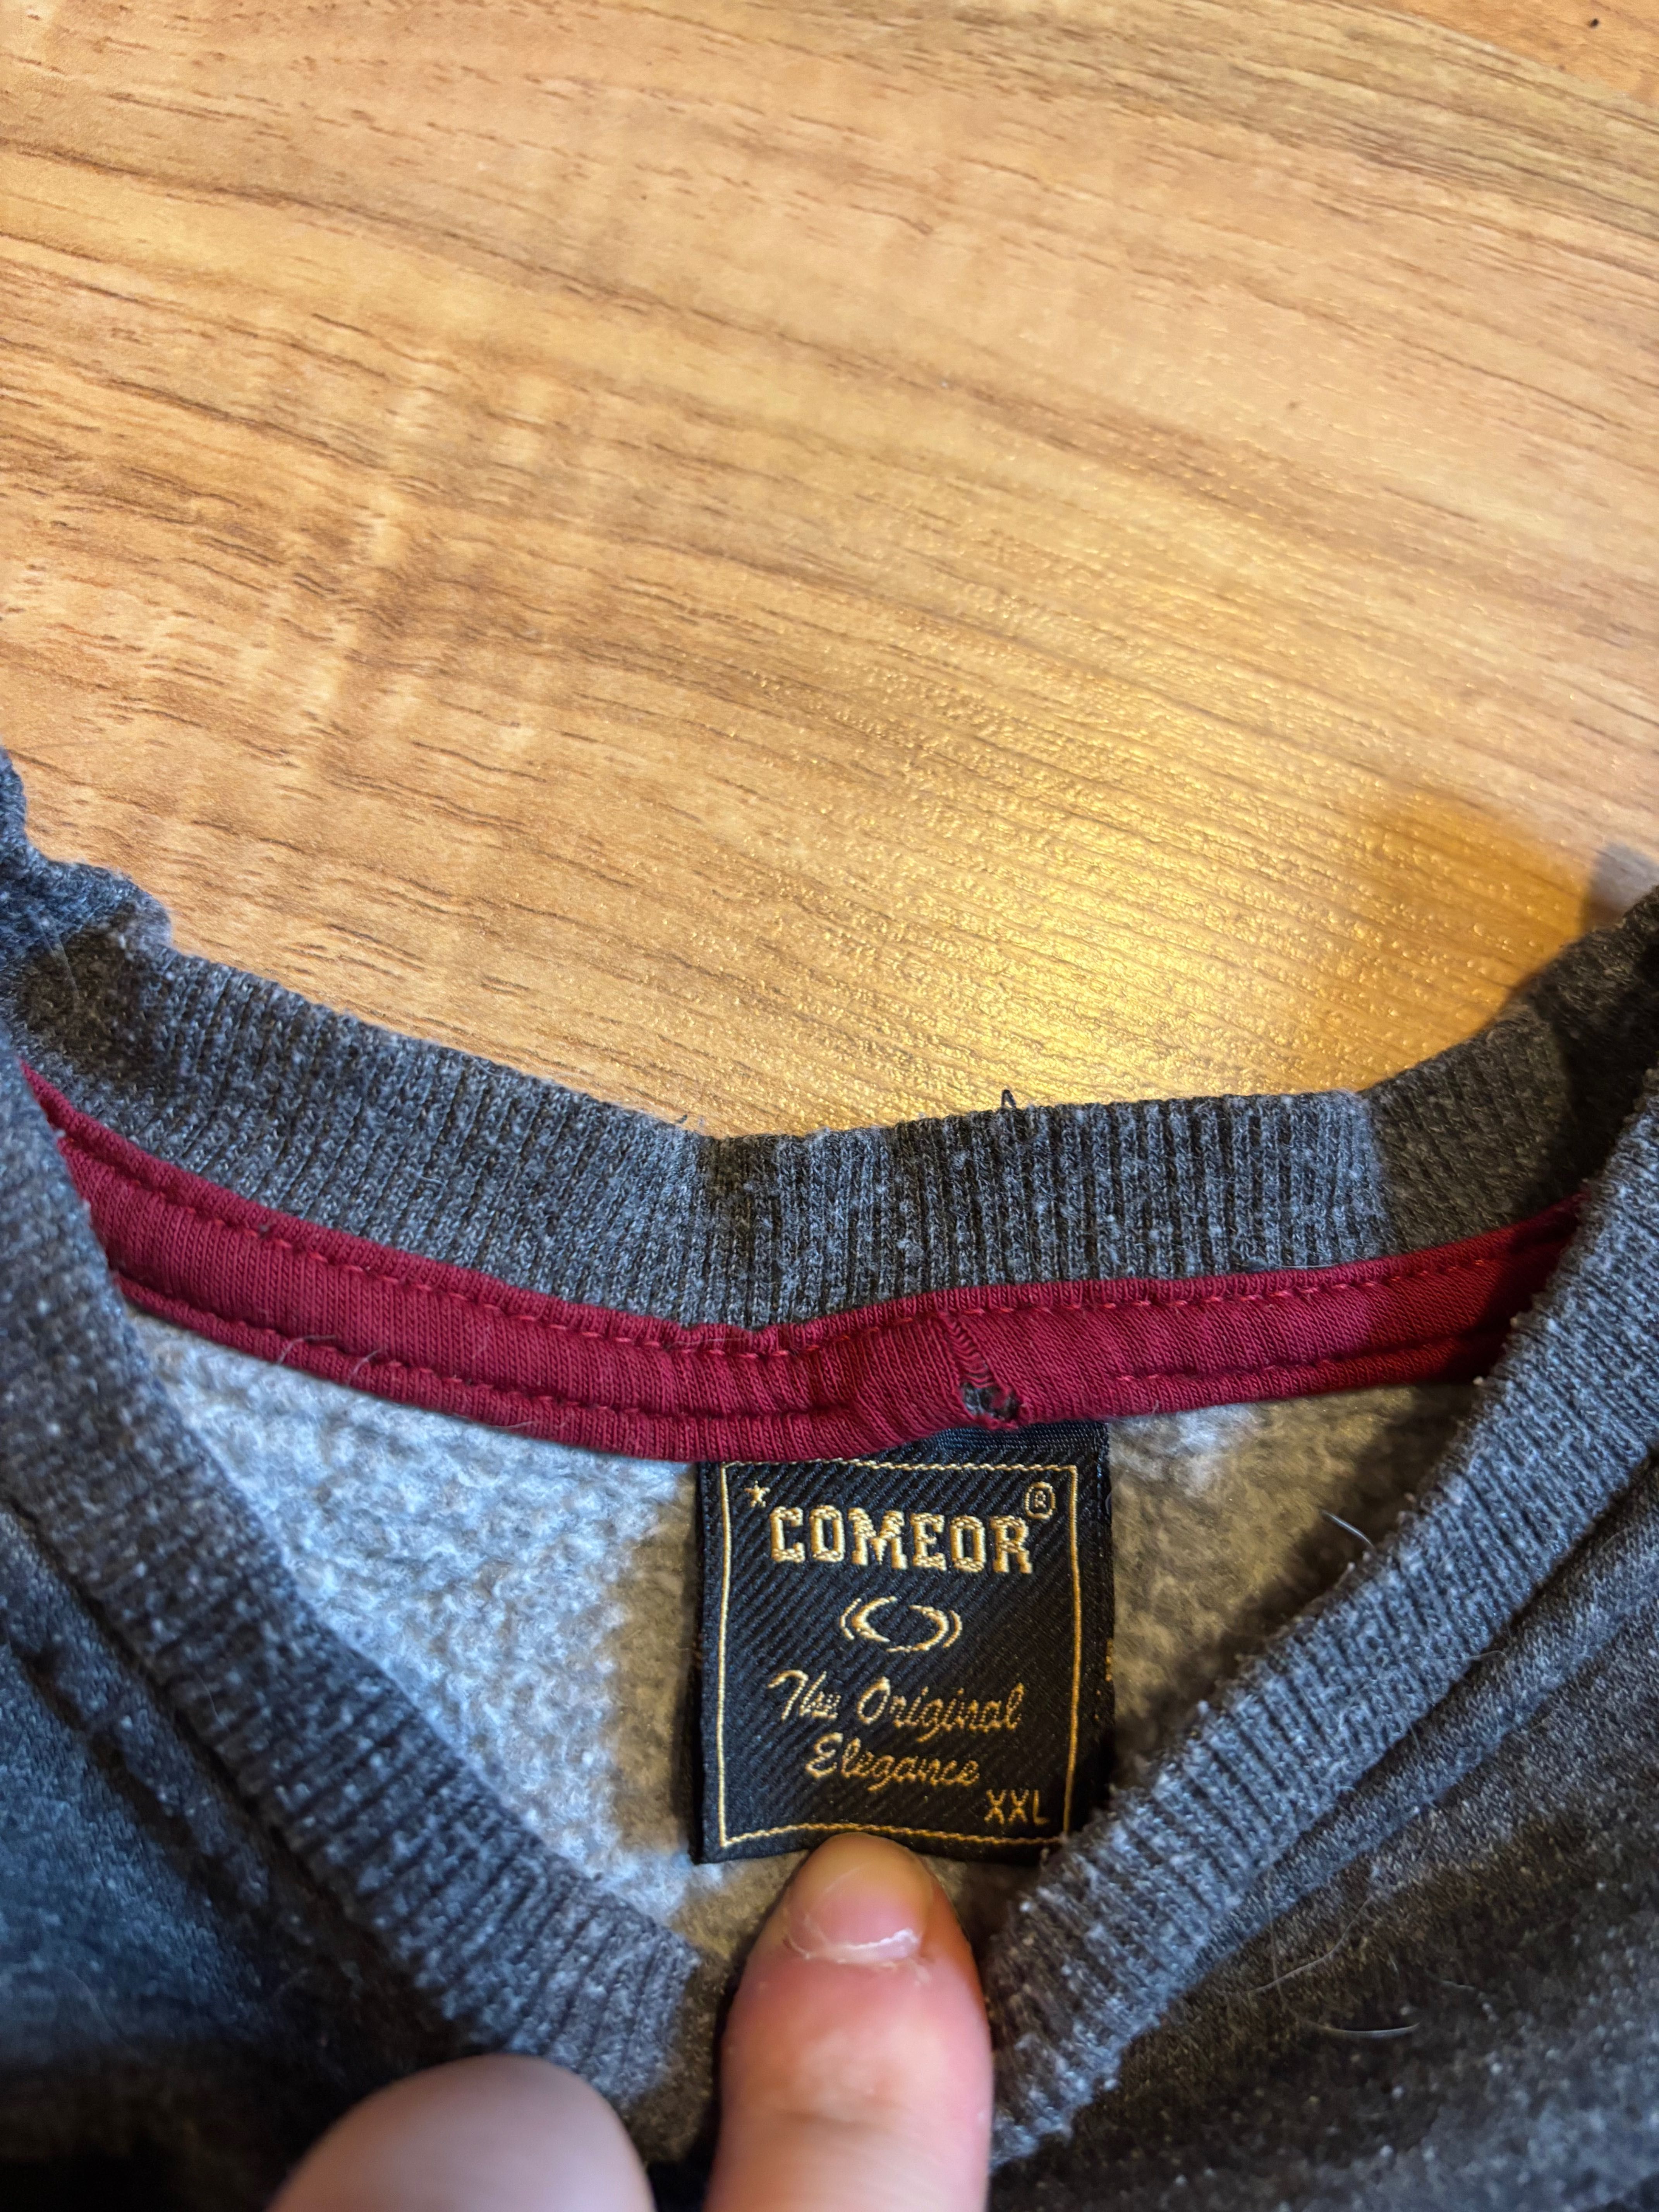 COMEOR®
The Original
Elegance
XXL